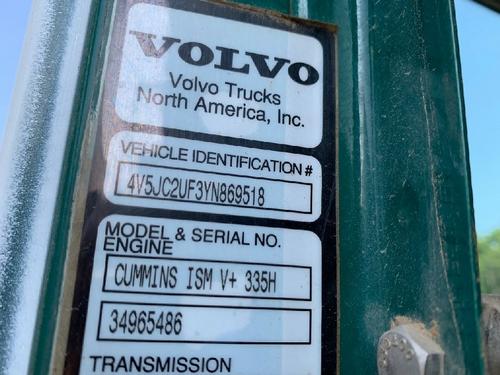 VOLVO
Volvo Trucks
North America, Inc.
VEHICLE IDENTIFICATION #
4V5JC2UF3YN869518
MODEL & SERIAL NO.
ENGINE
CUMMINS ISM V+ 335H
34965486
TRANSMISSION